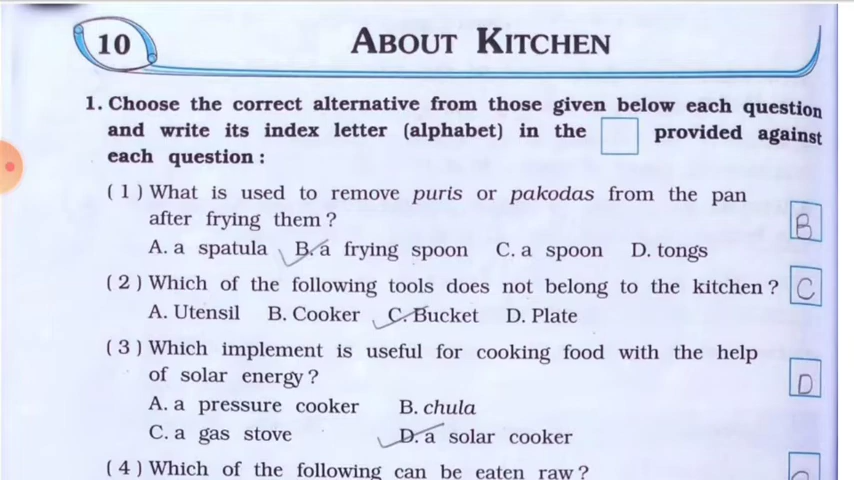 10
ABOUT KITCHEN
1. Choose the correct alternative from those given below each question
and write its index letter (alphabet) in the provided against
each question :
( 1 ) What is used to remove puris or pakodas from the pan
after frying them ?
B
A. a spatula B. a frying spoon C. a spoon D. tongs
( 2 ) Which of the following tools does not belong to the kitchen ?
C
A. Utensil B. Cooker C. Bucket D. Plate
( 3 ) Which implement is useful for cooking food with the help
of solar energy ?
D
A. a pressure cooker B. chula
C. a gas stove D. a solar cooker
( 4 ) Which of the following can be eaten raw ?